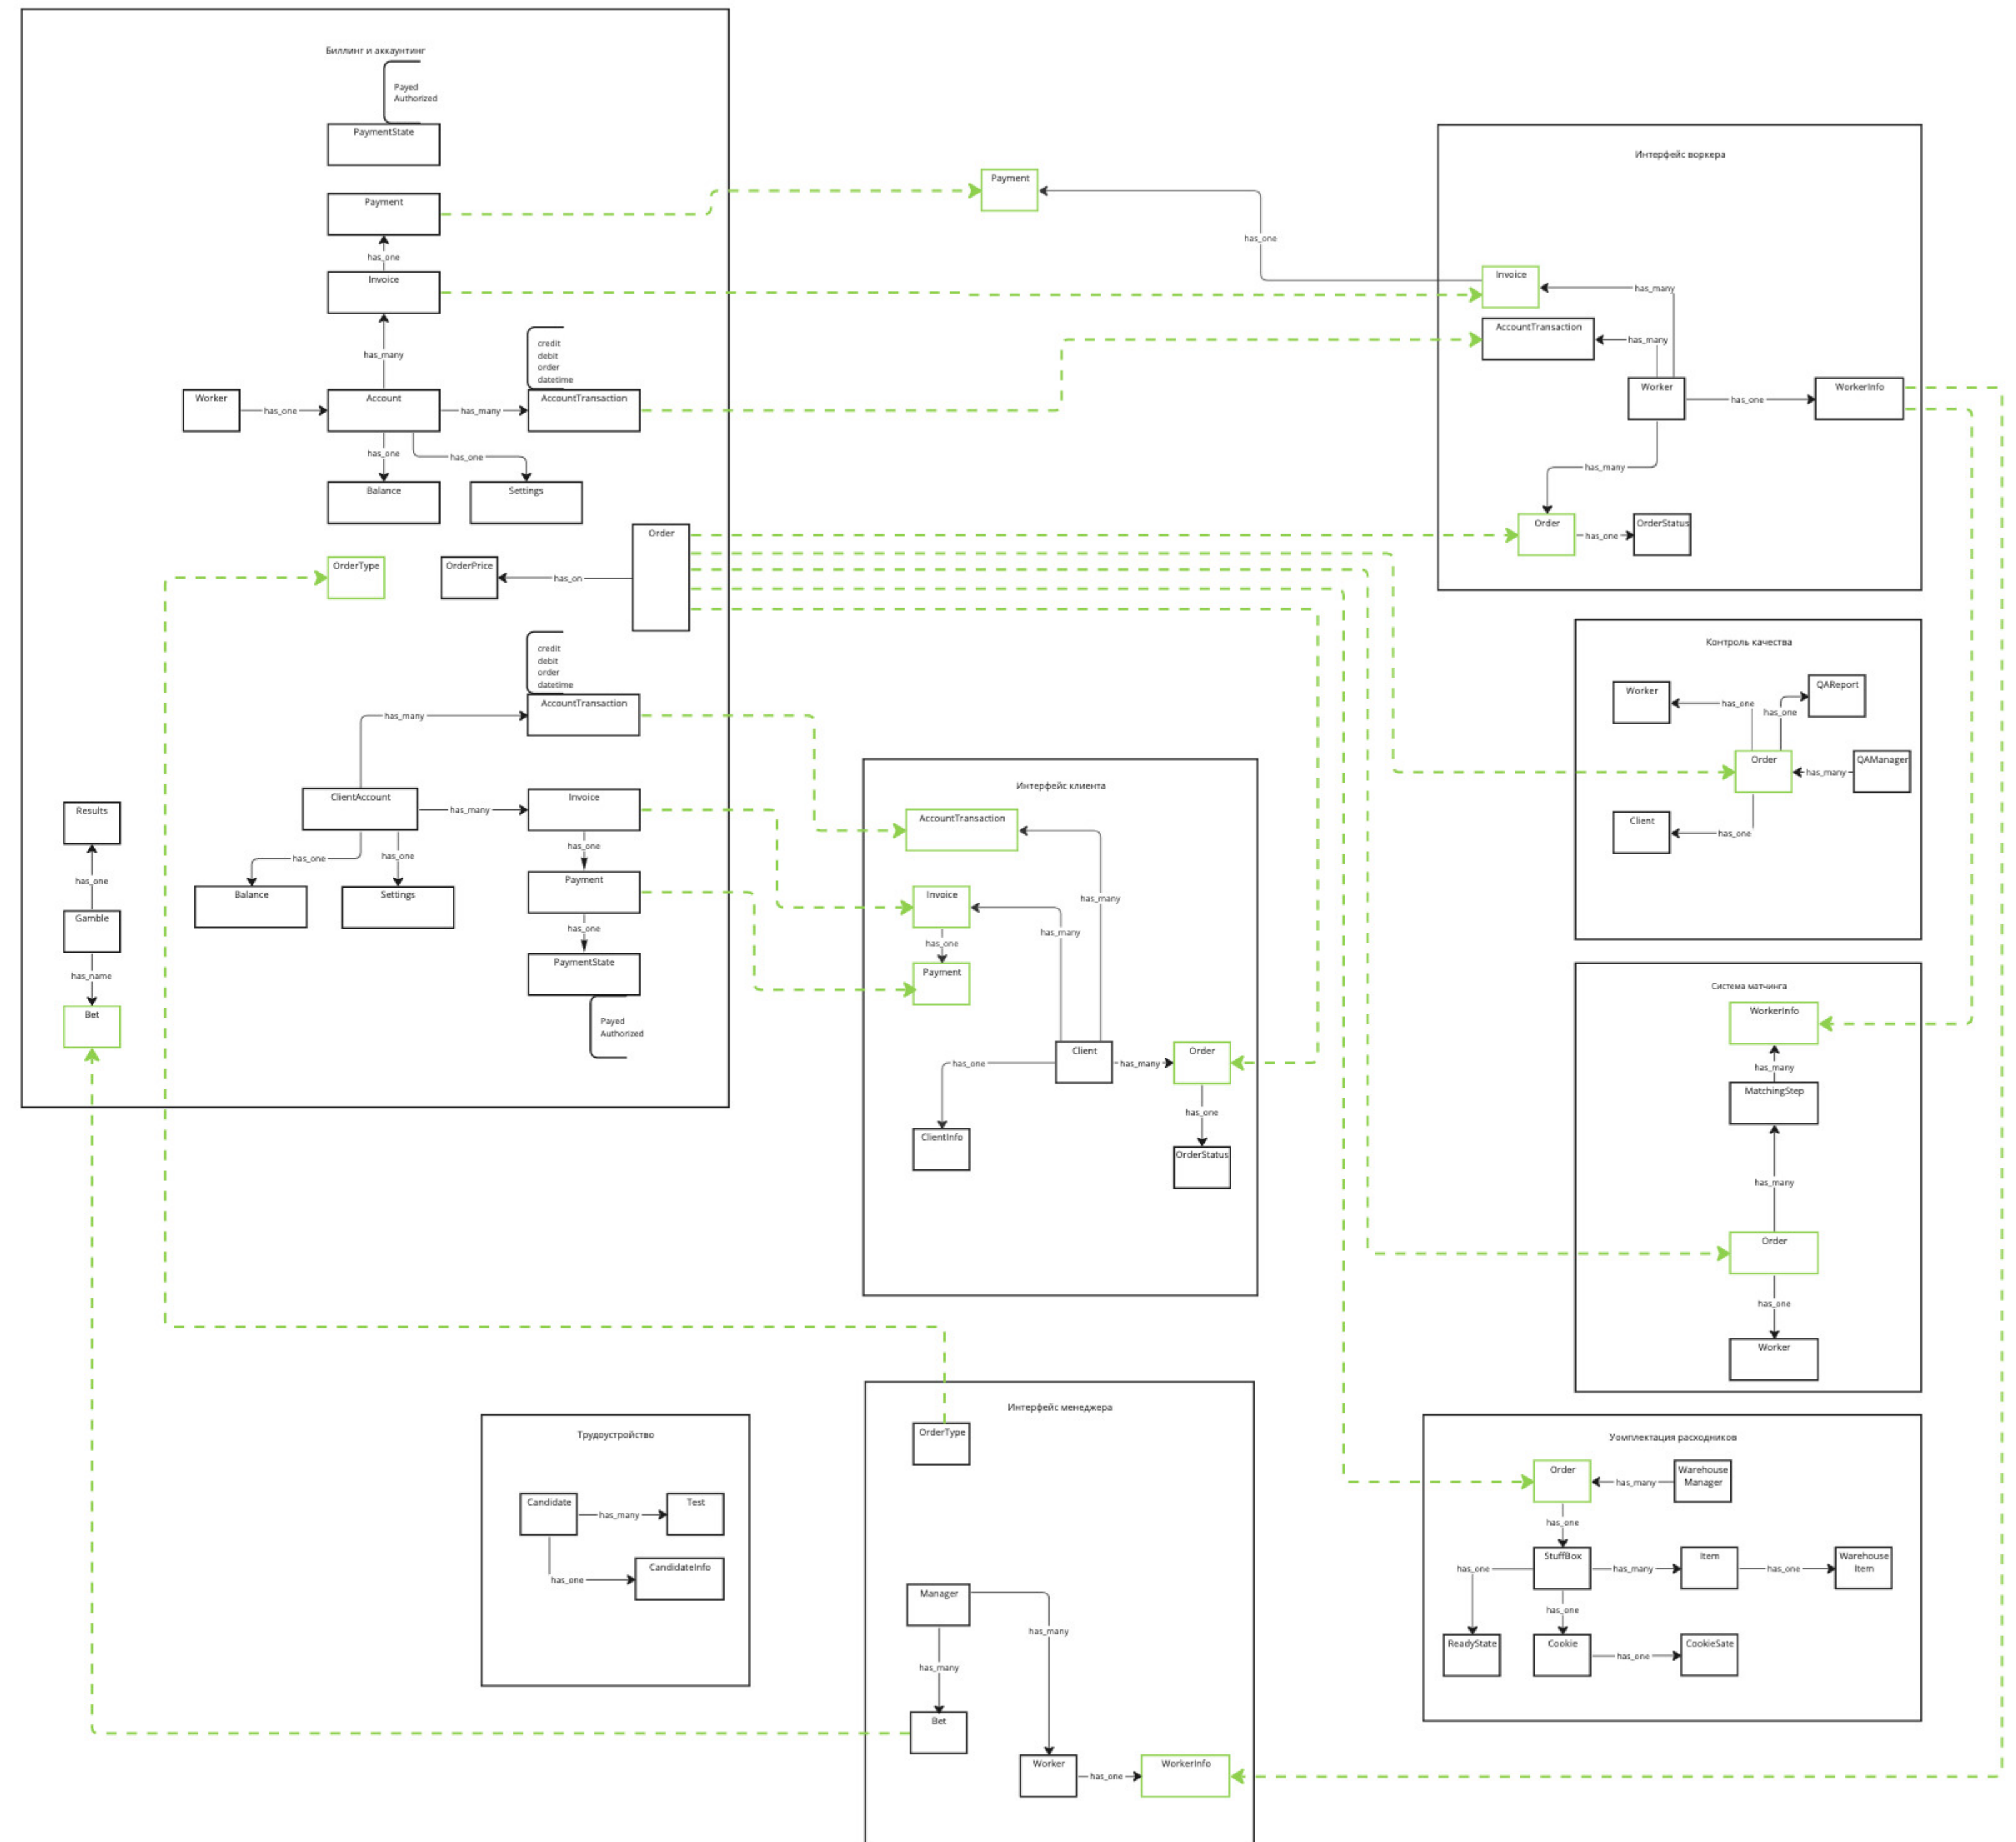 Биллинг и аккаунтинг
Payed
Authorized
PaymentState
Payment
has_one
Invoice
has_many
credit
debit
order
datetime
Worker
has_one
Account
has_many
AccountTransaction
has_one
has_one
Balance
Settings
Order
OrderType
OrderPrice
has_on
credit
debit
order
datetime
AccountTransaction
has_many
ClientAccount
has_many
Invoice
has_one
has_one
has_one
Balance
Settings
Payment
has_one
PaymentState
Payed
Authorized
Results
has_one
Gamble
has_name
Bet
Payment
has_one
Интерфейс воркера
Invoice
has_many
AccountTransaction
has_many
Worker
has_one
WorkerInfo
has_many
Order
has_one
OrderStatus
Контроль качества
Worker
has_one
QAReport
has_one
Order
has_many
QAManager
Client
has_one
Интерфейс клиента
AccountTransaction
has_many
Invoice
has_many
has_one
Payment
Client
has_one
has_many
Order
has_one
ClientInfo
OrderStatus
Система матчинга
WorkerInfo
has_many
MatchingStep
has_many
Order
has_one
Worker
Трудоустройство
Candidate
has_many
Test
has_one
CandidateInfo
Интерфейс менеджера
OrderType
Manager
has_many
has_many
Bet
Worker
has_one
WorkerInfo
Уомплектация расходников
Order
has_many
Warehouse
Manager
has_one
StuffBox
has_one
has_many
Item
has_one
Warehouse
Item
has_one
ReadyState
Cookie
has_one
CookieSate